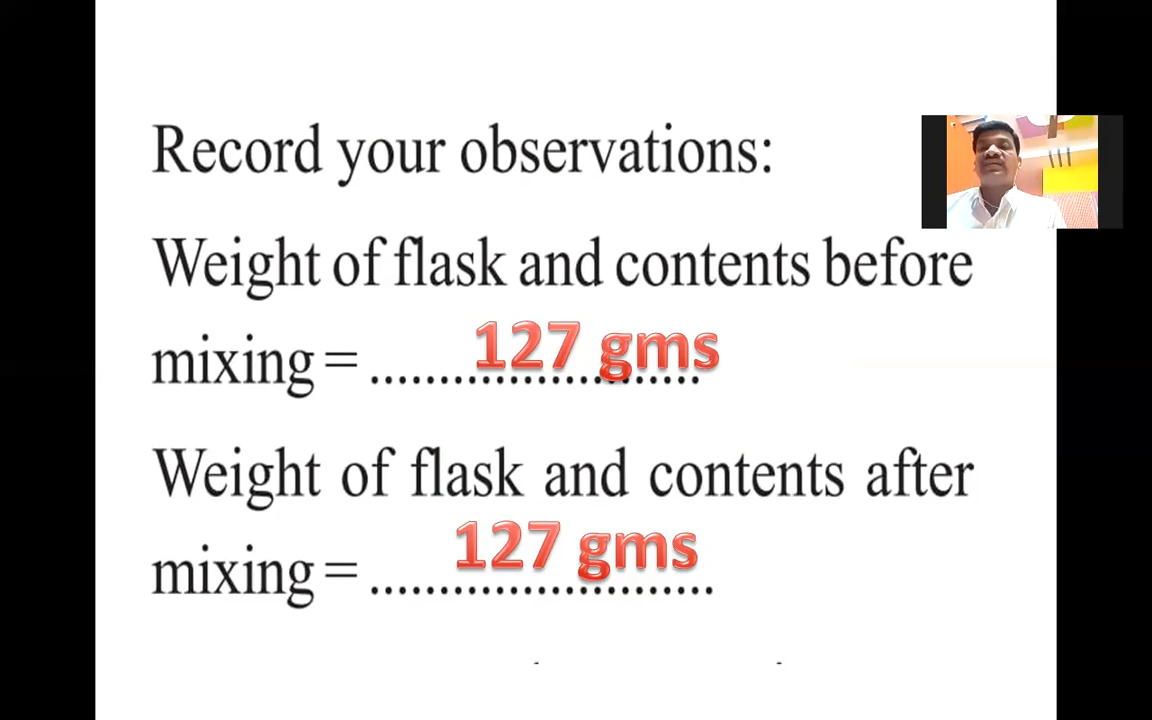 Record your observations:
Weight of flask and contents before
mixing = ........................ 127 gms
Weight of flask and contents after
mixing = ......................... 127 gms